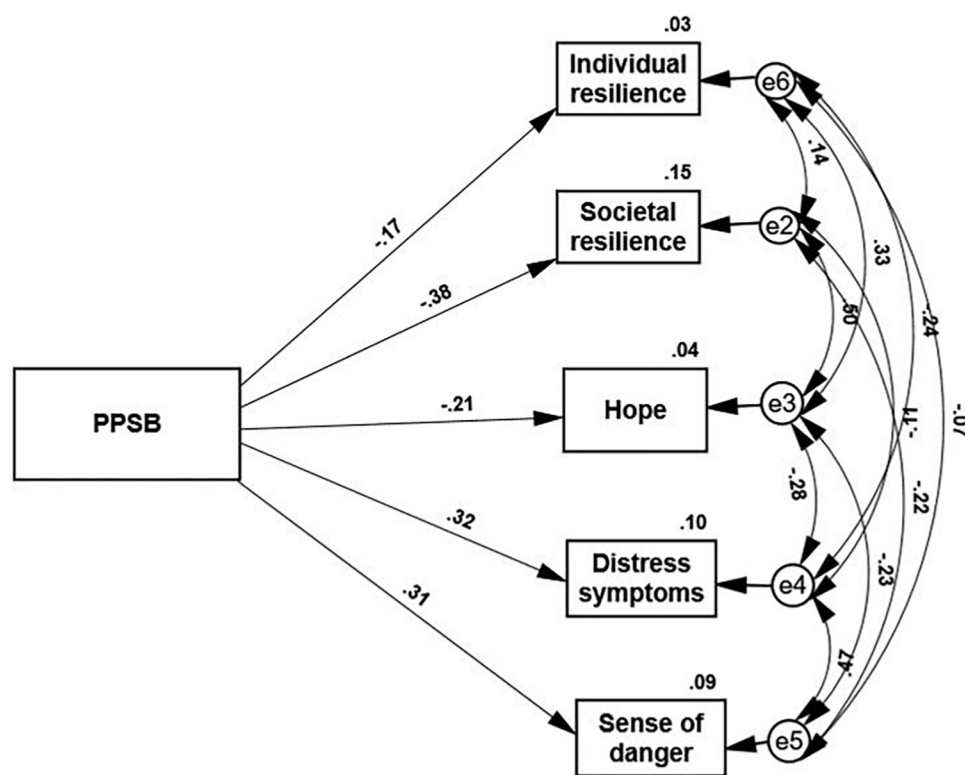 .03
Individual
resilience
e6
.14
-.17
.15
Societal
resilience
e2
.33
-.38
.50
-.24
.04
PPSB
-.21
Hope
e3
-.11
-.07
-.28
-.22
.32
.10
Distress
symptoms
e4
-.23
.31
.47
.09
Sense of
danger
e5